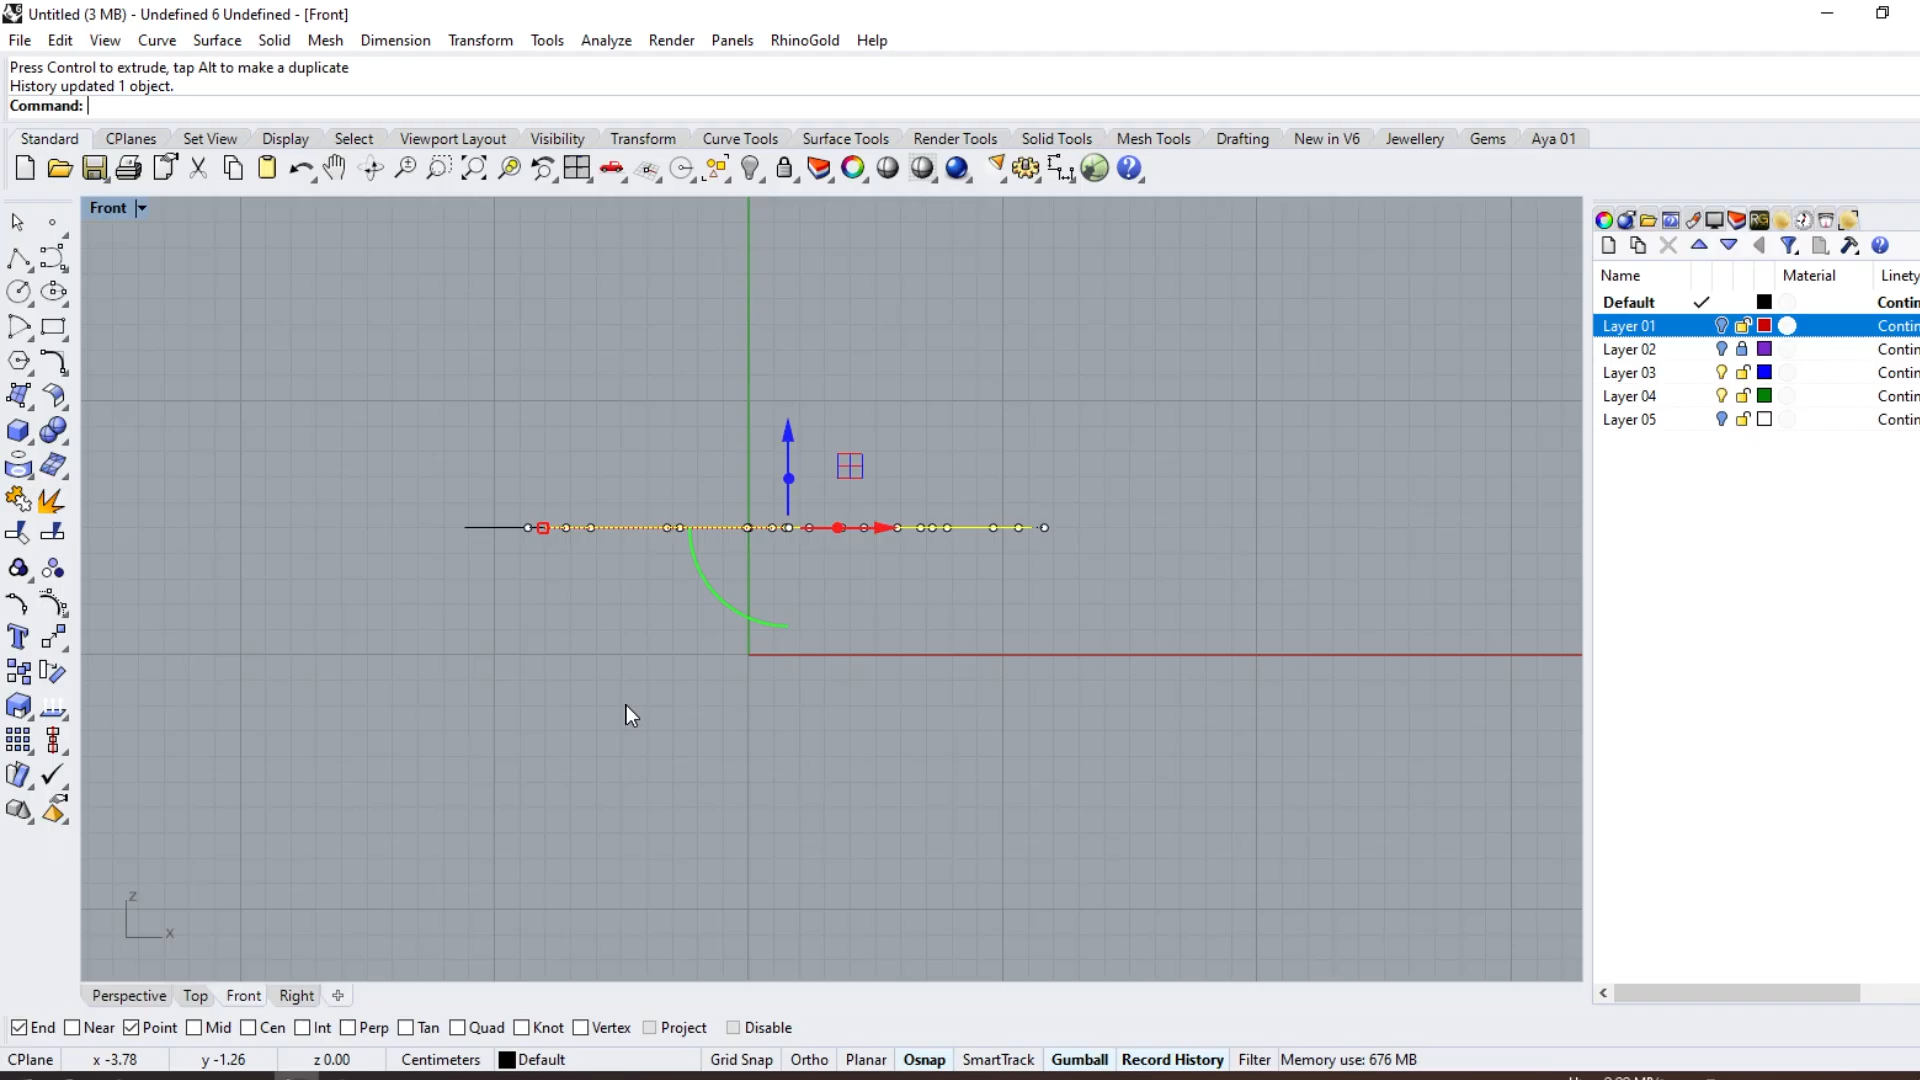 Untitled (3 MB) - Undefined 6 Undefined - [Front]
File Edit View Curve Surface Solid Mesh Dimension Transform Tools Analyze Render Panels RhinoGold Help
Press Control to extrude, tap Alt to make a duplicate
History updated 1 object.
Command:
Standard CPlanes Set View Display Select Viewport Layout Visibility Transform Curve Tools Surface Tools Render Tools Solid Tools Mesh Tools Drafting New in V6 Jewellery Gems Aya 01
Front
RG
Name Material Linety
Default Contin
Layer 01 Contin
Layer 02 Contin
Layer 03 Contin
Layer 04 Contin
Layer 05 Contin
z
x
Perspective Top Front Right
End Near Point Mid Cen Int Perp Tan Quad Knot Vertex Project Disable
CPlane x -3.78 y -1.26 z 0.00 Centimeters Default Grid Snap Ortho Planar Osnap SmartTrack Gumball Record History Filter Memory use: 676 MB